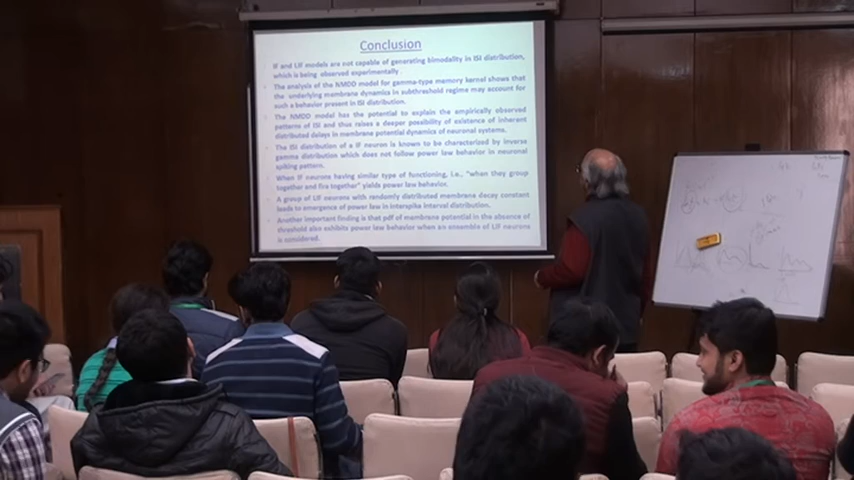 Conclusion
IF and LIF models are not capable of generating bimodality in ISI distribution,
which is being observed experimentally.
The analysis of the NMDD model for gamma-type memory kernel shows that
the underlying membrane dynamics in subthreshold regime may account for
such a behavior present in ISI distribution.
The NMDD model has the potential to explain the empirically observed
patterns of ISI and thus raises a deeper possibility of existence of inherent
distributed delays in membrane potential dynamics of neuronal systems.
The ISI distribution of a IF neuron is known to be characterized by inverse
gamma distribution which does not follow power law behavior in neuronal
spiking pattern.
When IF neurons having similar type of functioning, i.e., "when they group
together and fire together" yields power law behavior.
A group of LIF neurons with randomly distributed membrane decay constant
leads to emergence of power law in interspike interval distribution.
Another important finding is that pdf of membrane potential in the absence of
threshold also exhibits power law behavior when an ensemble of LIF neurons
is considered.